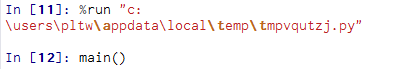 In [11]: %run "c:
\users\pltw\appdata\local\temp\tmpvqutzj.py"
In [12]: main()